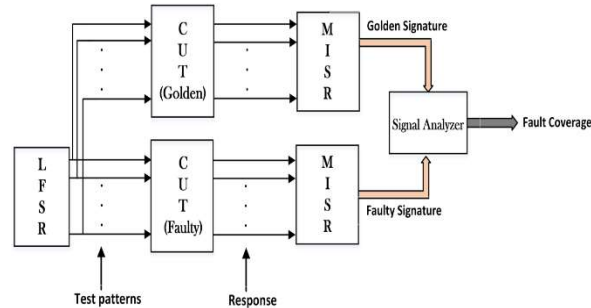 C
U
T
(Golden)
M
I
S
R
Golden Signature
Signal Analyzer
Fault Coverage
L
F
S
R
C
U
T
(Faulty)
M
I
S
R
Faulty Signature
Test patterns
Response